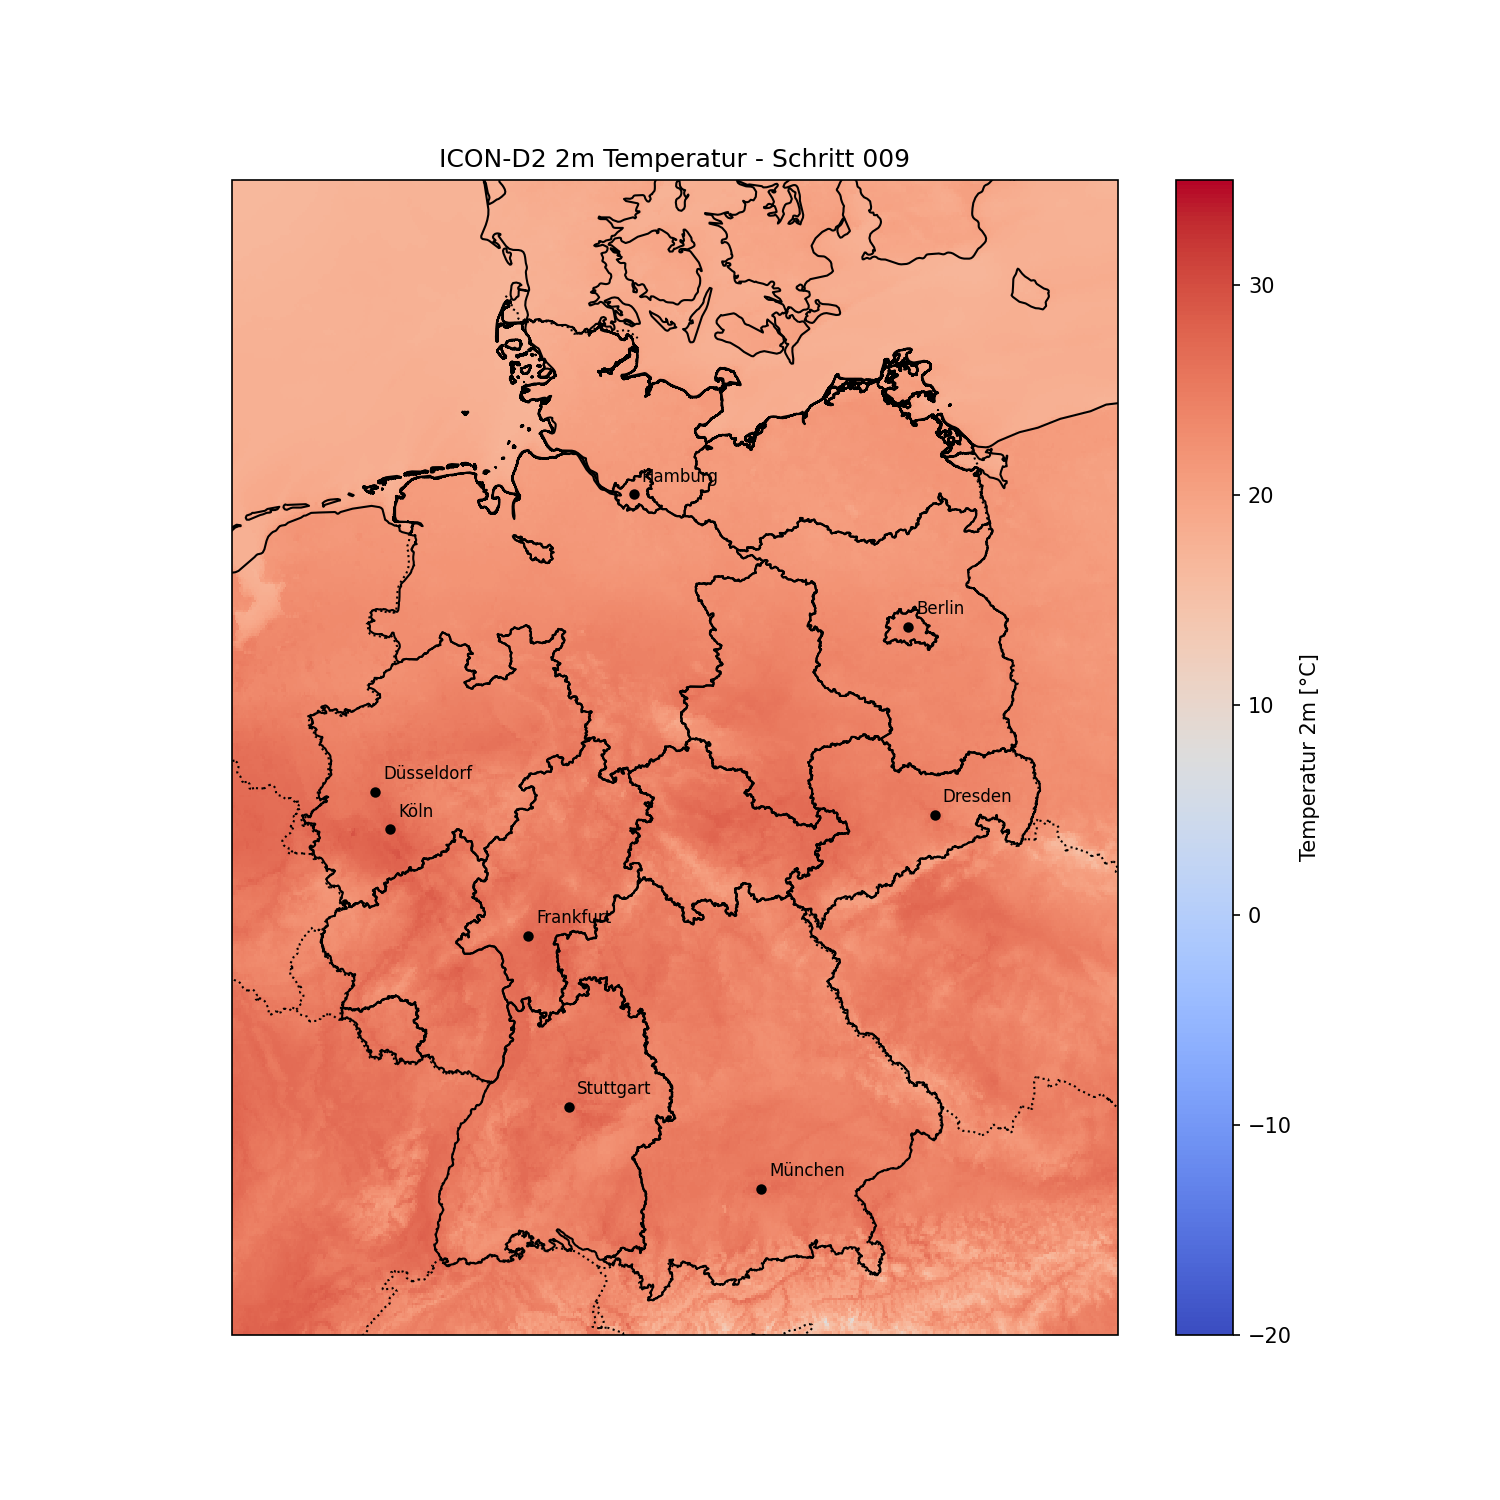 ICON-D2 2m Temperatur - Schritt 009
Hamburg
Berlin
Düsseldorf
Köln
Dresden
Frankfurt
Stuttgart
München
30
20
10
0
−10
−20
Temperatur 2m [°C]